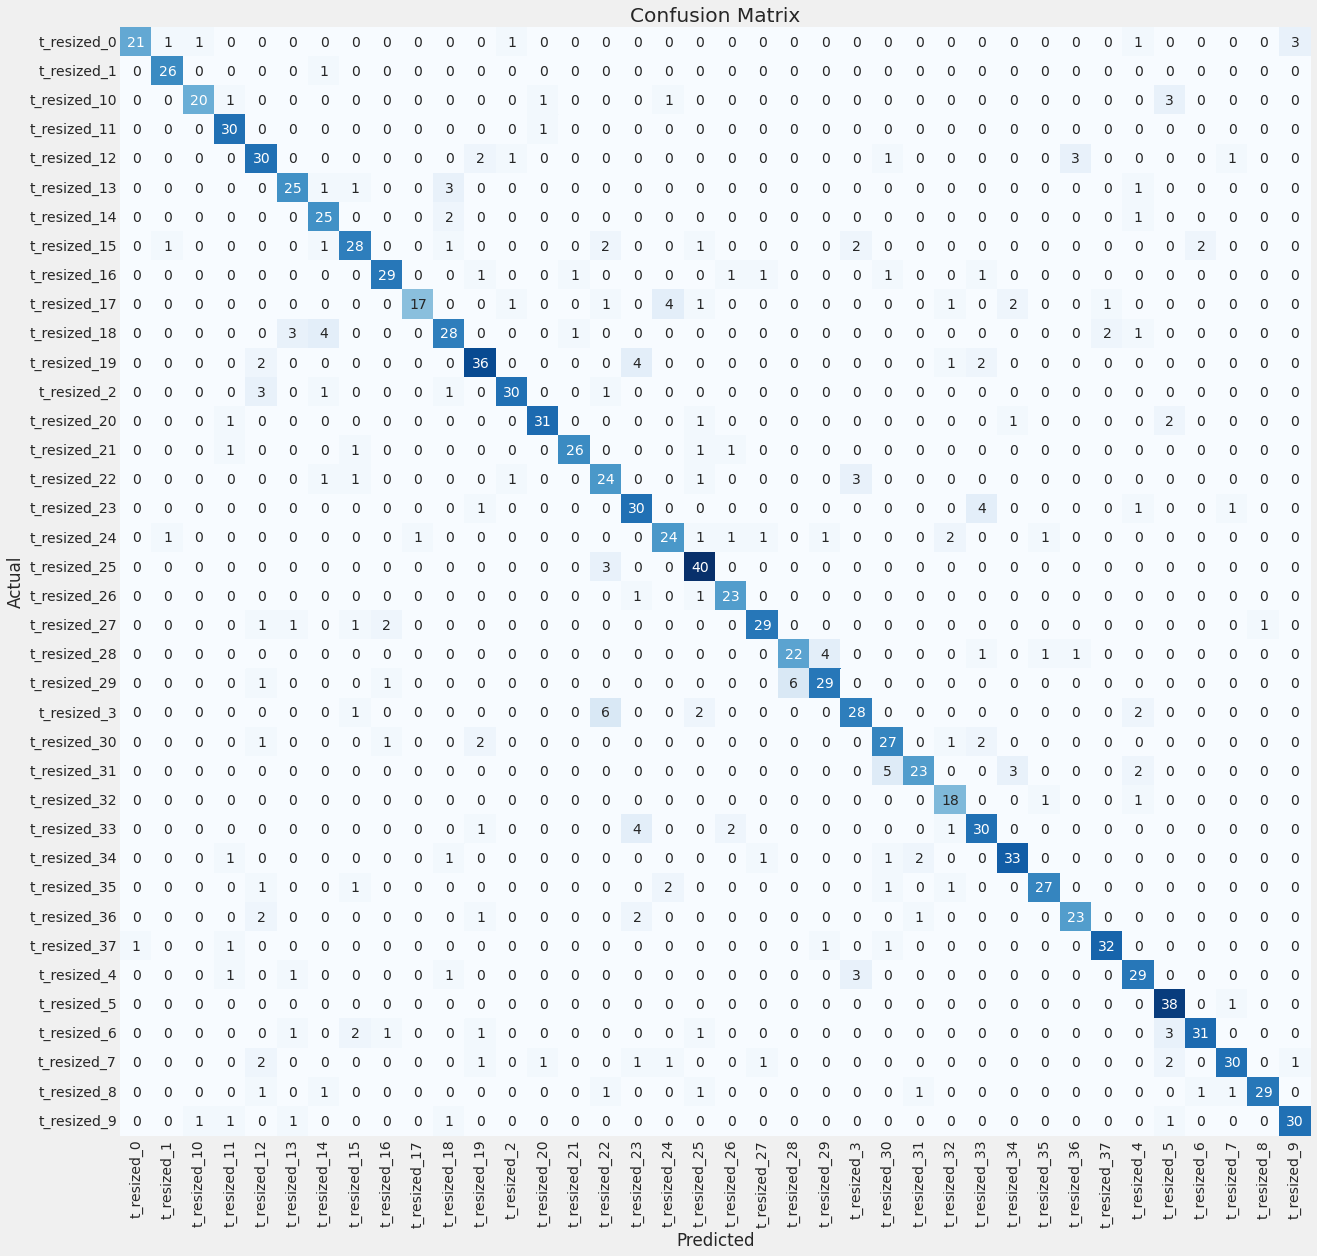 Confusion Matrix
t_resized_0 21 1 1 0 0 0 0 0 0 0 0 0 1 0 0 0 0 0 0 0 0 0 0 0 0 0 0 0 0 0 0 0 1 0 0 0 0 3
t_resized_1 0 26 0 0 0 0 1 0 0 0 0 0 0 0 0 0 0 0 0 0 0 0 0 0 0 0 0 0 0 0 0 0 0 0 0 0 0 0
t_resized_10 0 0 20 1 0 0 0 0 0 0 0 0 0 1 0 0 0 1 0 0 0 0 0 0 0 0 0 0 0 0 0 0 0 3 0 0 0 0
t_resized_11 0 0 0 30 0 0 0 0 0 0 0 0 0 1 0 0 0 0 0 0 0 0 0 0 0 0 0 0 0 0 0 0 0 0 0 0 0 0
t_resized_12 0 0 0 0 30 0 0 0 0 0 0 2 1 0 0 0 0 0 0 0 0 0 0 0 1 0 0 0 0 0 3 0 0 0 0 1 0 0
t_resized_13 0 0 0 0 0 25 1 1 0 0 3 0 0 0 0 0 0 0 0 0 0 0 0 0 0 0 0 0 0 0 0 0 1 0 0 0 0 0
t_resized_14 0 0 0 0 0 0 25 0 0 0 2 0 0 0 0 0 0 0 0 0 0 0 0 0 0 0 0 0 0 0 0 0 1 0 0 0 0 0
t_resized_15 0 1 0 0 0 0 1 28 0 0 1 0 0 0 0 2 0 0 1 0 0 0 0 2 0 0 0 0 0 0 0 0 0 0 2 0 0 0
t_resized_16 0 0 0 0 0 0 0 0 29 0 0 1 0 0 1 0 0 0 0 1 1 0 0 0 1 0 0 1 0 0 0 0 0 0 0 0 0 0
t_resized_17 0 0 0 0 0 0 0 0 0 17 0 0 1 0 0 1 0 4 1 0 0 0 0 0 0 0 1 0 2 0 0 1 0 0 0 0 0 0
t_resized_18 0 0 0 0 0 3 4 0 0 0 28 0 0 0 1 0 0 0 0 0 0 0 0 0 0 0 0 0 0 0 0 2 1 0 0 0 0 0
t_resized_19 0 0 0 0 2 0 0 0 0 0 0 36 0 0 0 0 4 0 0 0 0 0 0 0 0 0 1 2 0 0 0 0 0 0 0 0 0 0
t_resized_2 0 0 0 0 3 0 1 0 0 0 1 0 30 0 0 1 0 0 0 0 0 0 0 0 0 0 0 0 0 0 0 0 0 0 0 0 0 0
t_resized_20 0 0 0 1 0 0 0 0 0 0 0 0 0 31 0 0 0 0 1 0 0 0 0 0 0 0 0 0 1 0 0 0 0 2 0 0 0 0
t_resized_21 0 0 0 1 0 0 0 1 0 0 0 0 0 0 26 0 0 0 1 1 0 0 0 0 0 0 0 0 0 0 0 0 0 0 0 0 0 0
t_resized_22 0 0 0 0 0 0 1 1 0 0 0 0 1 0 0 24 0 0 1 0 0 0 0 3 0 0 0 0 0 0 0 0 0 0 0 0 0 0
t_resized_23 0 0 0 0 0 0 0 0 0 0 0 1 0 0 0 0 30 0 0 0 0 0 0 0 0 0 0 4 0 0 0 0 1 0 0 1 0 0
t_resized_24 0 1 0 0 0 0 0 0 0 1 0 0 0 0 0 0 0 24 1 1 1 0 1 0 0 0 2 0 0 1 0 0 0 0 0 0 0 0
t_resized_25 0 0 0 0 0 0 0 0 0 0 0 0 0 0 0 3 0 0 40 0 0 0 0 0 0 0 0 0 0 0 0 0 0 0 0 0 0 0
t_resized_26 0 0 0 0 0 0 0 0 0 0 0 0 0 0 0 0 1 0 1 23 0 0 0 0 0 0 0 0 0 0 0 0 0 0 0 0 0 0
t_resized_27 0 0 0 0 1 1 0 1 2 0 0 0 0 0 0 0 0 0 0 0 29 0 0 0 0 0 0 0 0 0 0 0 0 0 0 0 1 0
t_resized_28 0 0 0 0 0 0 0 0 0 0 0 0 0 0 0 0 0 0 0 0 0 22 4 0 0 0 0 1 0 1 1 0 0 0 0 0 0 0
t_resized_29 0 0 0 0 1 0 0 0 1 0 0 0 0 0 0 0 0 0 0 0 0 6 29 0 0 0 0 0 0 0 0 0 0 0 0 0 0 0
t_resized_3 0 0 0 0 0 0 0 1 0 0 0 0 0 0 0 6 0 0 2 0 0 0 0 28 0 0 0 0 0 0 0 0 2 0 0 0 0 0
t_resized_30 0 0 0 0 1 0 0 0 1 0 0 2 0 0 0 0 0 0 0 0 0 0 0 0 27 0 1 2 0 0 0 0 0 0 0 0 0 0
t_resized_31 0 0 0 0 0 0 0 0 0 0 0 0 0 0 0 0 0 0 0 0 0 0 0 0 5 23 0 0 3 0 0 0 2 0 0 0 0 0
t_resized_32 0 0 0 0 0 0 0 0 0 0 0 0 0 0 0 0 0 0 0 0 0 0 0 0 0 0 18 0 0 1 0 0 1 0 0 0 0 0
t_resized_33 0 0 0 0 0 0 0 0 0 0 0 1 0 0 0 0 4 0 0 2 0 0 0 0 0 0 1 30 0 0 0 0 0 0 0 0 0 0
t_resized_34 0 0 0 1 0 0 0 0 0 0 1 0 0 0 0 0 0 0 0 0 1 0 0 0 1 2 0 0 33 0 0 0 0 0 0 0 0 0
t_resized_35 0 0 0 0 1 0 0 1 0 0 0 0 0 0 0 0 0 2 0 0 0 0 0 0 1 0 1 0 0 27 0 0 0 0 0 0 0 0
t_resized_36 0 0 0 0 2 0 0 0 0 0 0 1 0 0 0 0 2 0 0 0 0 0 0 0 0 1 0 0 0 0 23 0 0 0 0 0 0 0
t_resized_37 1 0 0 1 0 0 0 0 0 0 0 0 0 0 0 0 0 0 0 0 0 0 1 0 1 0 0 0 0 0 0 32 0 0 0 0 0 0
t_resized_4 0 0 0 1 0 1 0 0 0 0 1 0 0 0 0 0 0 0 0 0 0 0 0 3 0 0 0 0 0 0 0 0 29 0 0 0 0 0
t_resized_5 0 0 0 0 0 0 0 0 0 0 0 0 0 0 0 0 0 0 0 0 0 0 0 0 0 0 0 0 0 0 0 0 0 38 0 1 0 0
t_resized_6 0 0 0 0 0 1 0 2 1 0 0 1 0 0 0 0 0 0 1 0 0 0 0 0 0 0 0 0 0 0 0 0 0 3 31 0 0 0
t_resized_7 0 0 0 0 2 0 0 0 0 0 0 1 0 1 0 0 1 1 0 0 1 0 0 0 0 0 0 0 0 0 0 0 0 2 0 30 0 1
t_resized_8 0 0 0 0 1 0 1 0 0 0 0 0 0 0 0 1 0 0 1 0 0 0 0 0 0 1 0 0 0 0 0 0 0 0 1 1 29 0
t_resized_9 0 0 1 1 0 1 0 0 0 0 1 0 0 0 0 0 0 0 0 0 0 0 0 0 0 0 0 0 0 0 0 0 0 1 0 0 0 30
Actual
t_resized_0 t_resized_1 t_resized_10 t_resized_11 t_resized_12 t_resized_13 t_resized_14 t_resized_15 t_resized_16 t_resized_17 t_resized_18 t_resized_19 t_resized_2 t_resized_20 t_resized_21 t_resized_22 t_resized_23 t_resized_24 t_resized_25 t_resized_26 t_resized_27 t_resized_28 t_resized_29 t_resized_3 t_resized_30 t_resized_31 t_resized_32 t_resized_33 t_resized_34 t_resized_35 t_resized_36 t_resized_37 t_resized_4 t_resized_5 t_resized_6 t_resized_7 t_resized_8 t_resized_9
Predicted